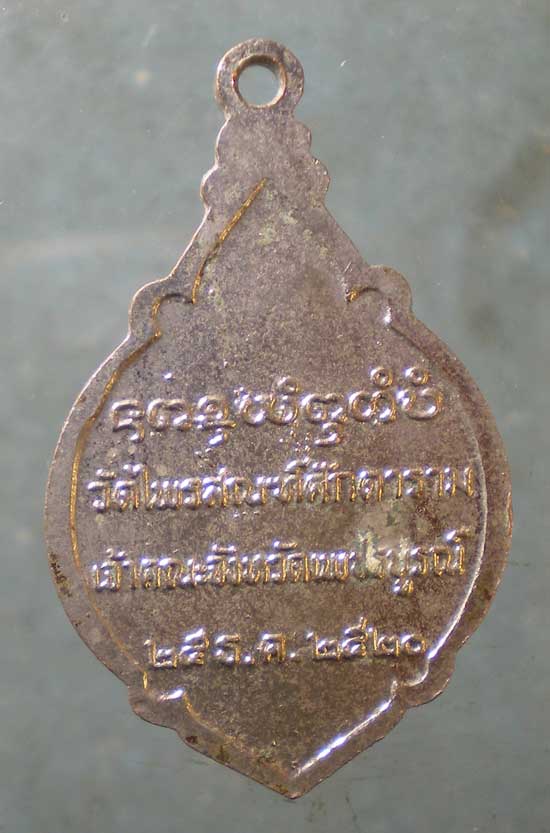 วัดไพรสณฑ์ศักดาราม
เจ้าคณะจังหวัดเพชรบูรณ์
๒๕ ธ.ค. ๒๕๒๐